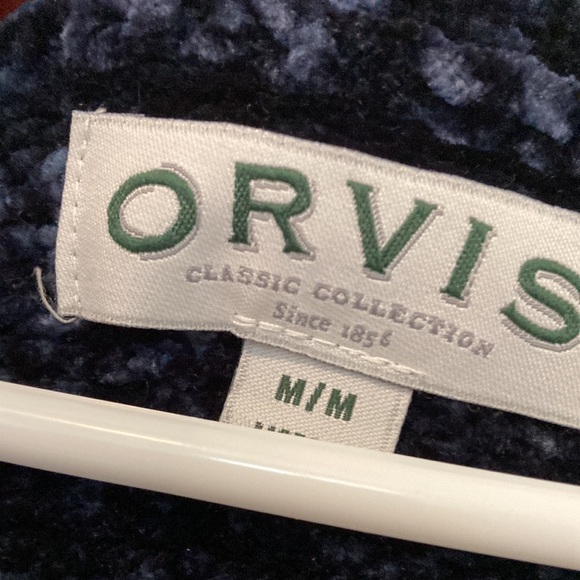 ORVIS
CLASSIC COLLECTION
Since 1856
M/M